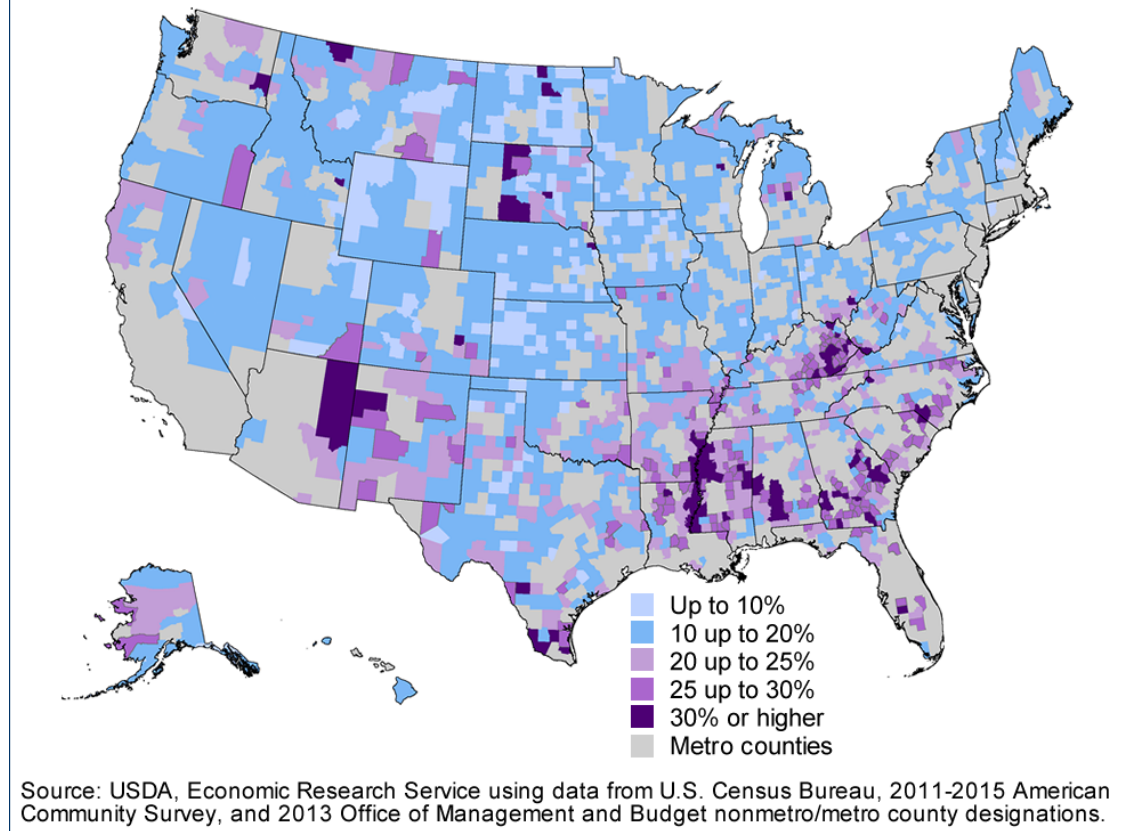 Up to 10%
10 up to 20%
20 up to 25%
25 up to 30%
30% or higher
Metro counties
Source: USDA, Economic Research Service using data from U.S. Census Bureau, 2011-2015 American
Community Survey, and 2013 Office of Management and Budget nonmetro/metro county designations.